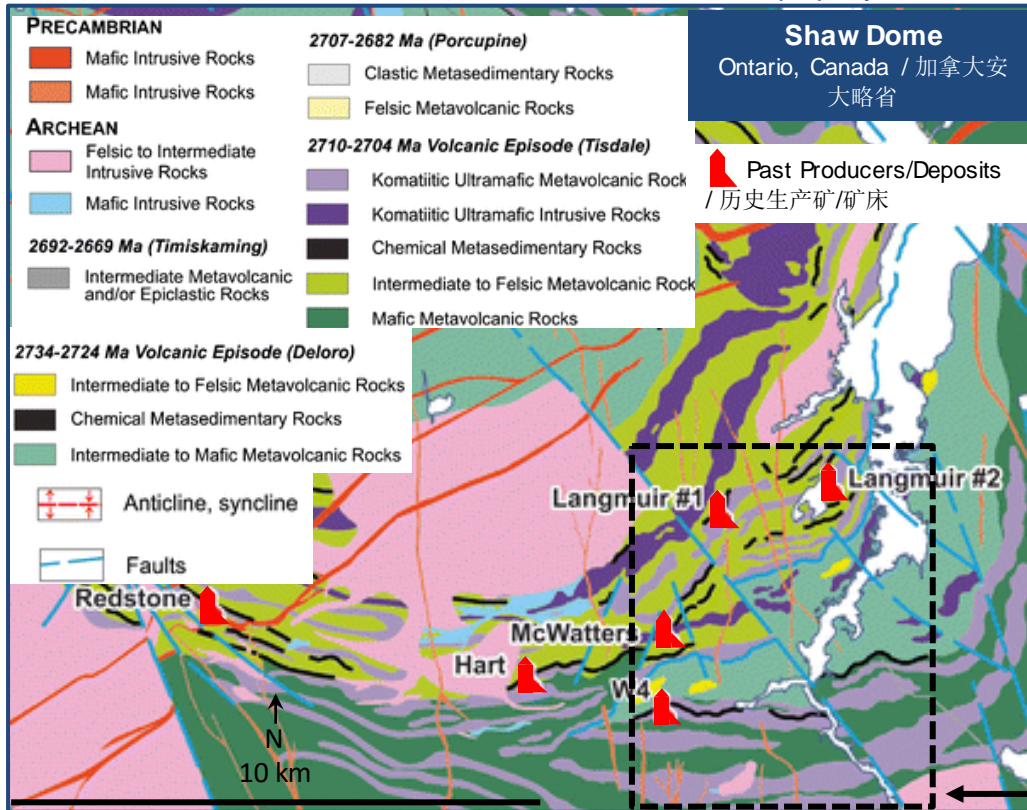 PRECAMBRIAN
Mafic Intrusive Rocks
Mafic Intrusive Rocks
ARCHEAN
Felsic to Intermediate
Intrusive Rocks
Mafic Intrusive Rocks
2692-2669 Ma (Timiskaming)
Intermediate Metavolcanic
and/or Epiclastic Rocks
2707-2682 Ma (Porcupine)
Clastic Metasedimentary Rocks
Felsic Metavolcanic Rocks
2710-2704 Ma Volcanic Episode (Tisdale)
Komatiitic Ultramafic Metavolcanic Rock
Komatiitic Ultramafic Intrusive Rocks
Chemical Metasedimentary Rocks
Intermediate to Felsic Metavolcanic Rock
Mafic Metavolcanic Rocks
2734-2724 Ma Volcanic Episode (Deloro)
Intermediate to Felsic Metavolcanic Rocks
Chemical Metasedimentary Rocks
Intermediate to Mafic Metavolcanic Rocks
Anticline, syncline
Faults
Shaw Dome
Ontario, Canada / 加拿大安
大略省
Past Producers/Deposits
/ 历史生产矿/矿床
Langmuir #1
Langmuir #2
Redstone
McWatters
Hart
W4
N
10 km